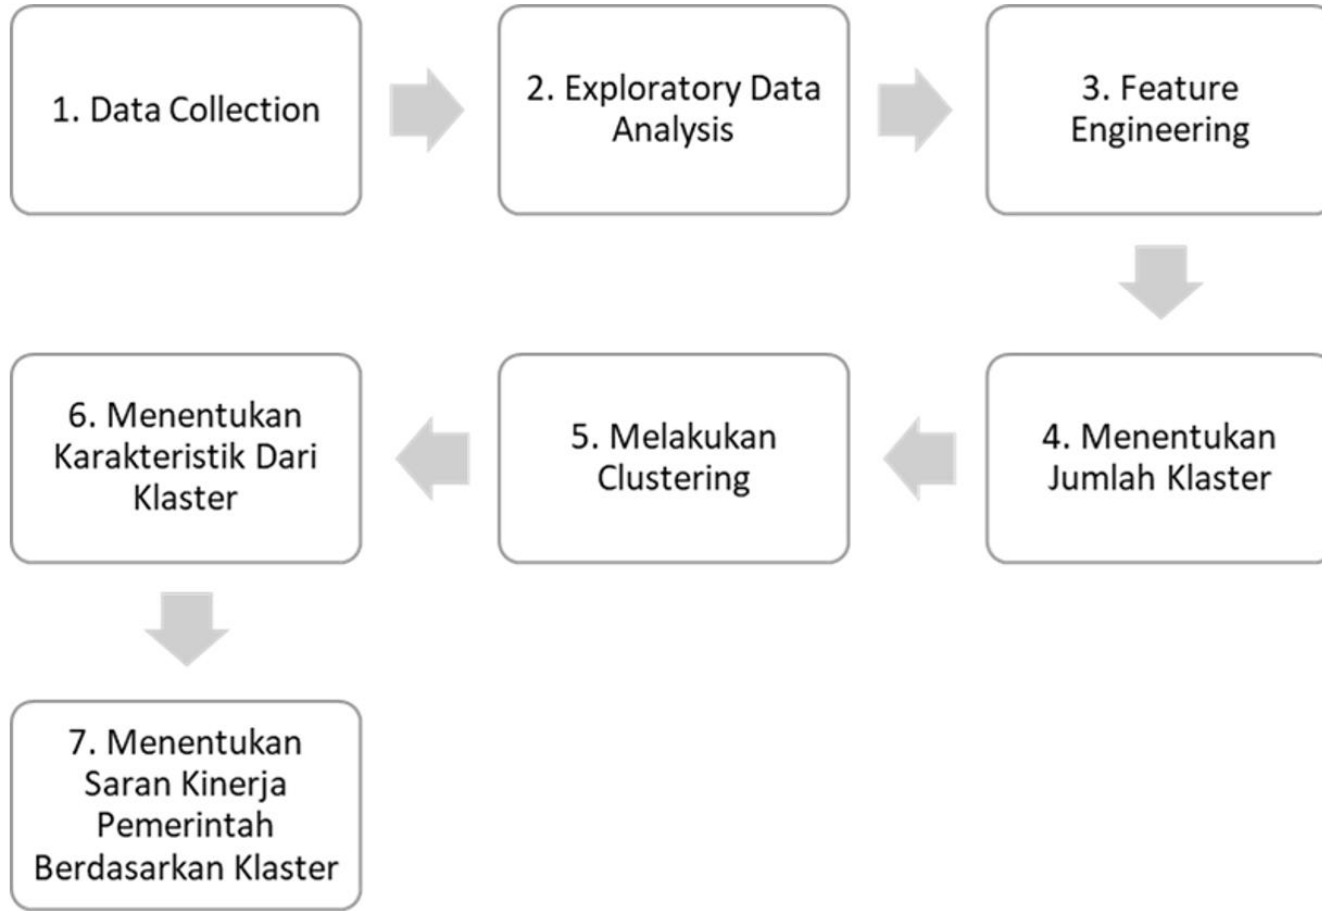 1. Data Collection
2. Exploratory Data
Analysis
3. Feature
Engineering
4. Menentukan
Jumlah Klaster
5. Melakukan
Clustering
6. Menentukan
Karakteristik Dari
Klaster
7. Menentukan
Saran Kinerja
Pemerintah
Berdasarkan Klaster